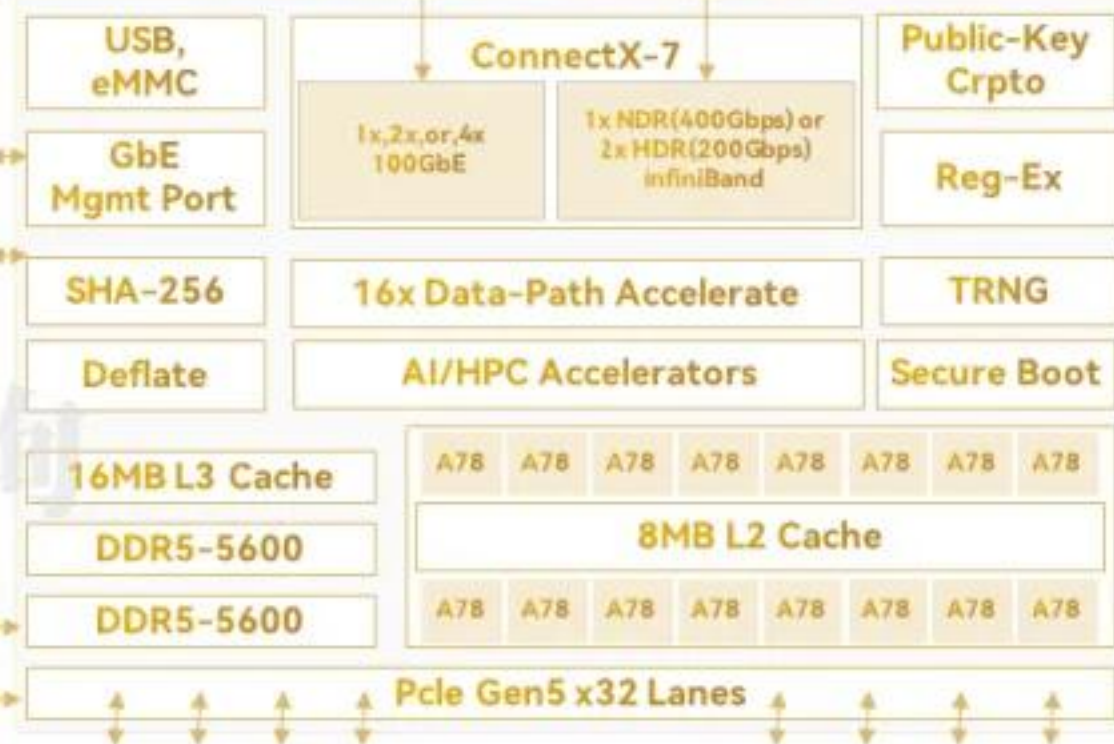 USB,
eMMC
ConnectX-7
Public-Key
Crpto
1x,2x,or,4x
100GbE
1x NDR(400Gbps) or
2x HDR(200Gbps)
infiniBand
GbE
Mgmt Port
Reg-Ex
SHA-256
16x Data-Path Accelerate
TRNG
Deflate
AI/HPC Accelerators
Secure Boot
16MB L3 Cache
DDR5-5600
DDR5-5600
A78 A78 A78 A78 A78 A78 A78 A78
8MB L2 Cache
A78 A78 A78 A78 A78 A78 A78 A78
Pcle Gen5 x32 Lanes